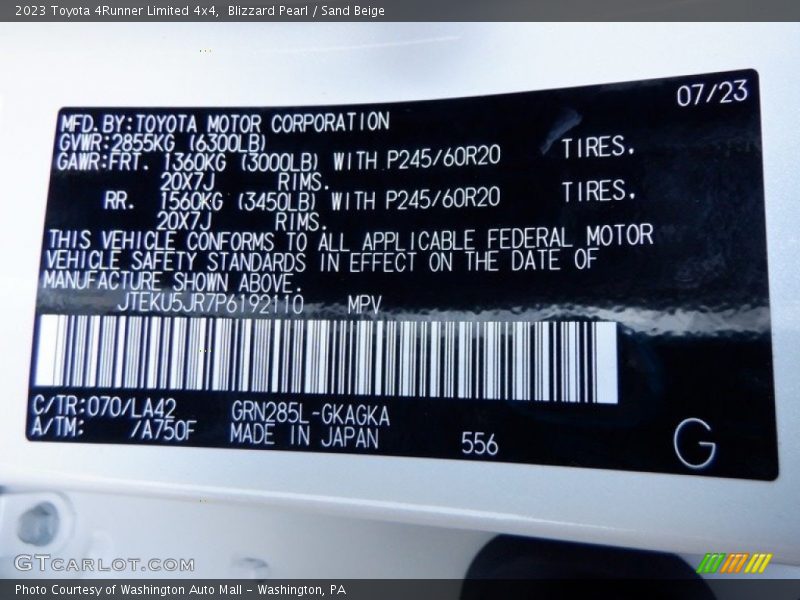 2023 Toyota 4Runner Limited 4x4,  Blizzard Pearl / Sand Beige
07/23
MFD.BY:TOYOTA MOTOR CORPORATION
GVWR:2855KG (6300LB)
GAWR:FRT. 1360KG (3000LB) WITH P245/60R20 TIRES.
20X7J RIMS.
RR. 1560KG (3450LB) WITH P245/60R20 TIRES.
20X7J RIMS.
THIS VEHICLE CONFORMS TO ALL APPLICABLE FEDERAL MOTOR
VEHICLE SAFETY STANDARDS IN EFFECT ON THE DATE OF
MANUFACTURE SHOWN ABOVE.
JTEKU5JR7P6192110 MPV
C/TR:070/LA42 GRN285L-GKAGKA
A/TM: /A750F MADE IN JAPAN 556
G
GTCARLOT.COM
Photo Courtesy of Washington Auto Mall - Washington, PA